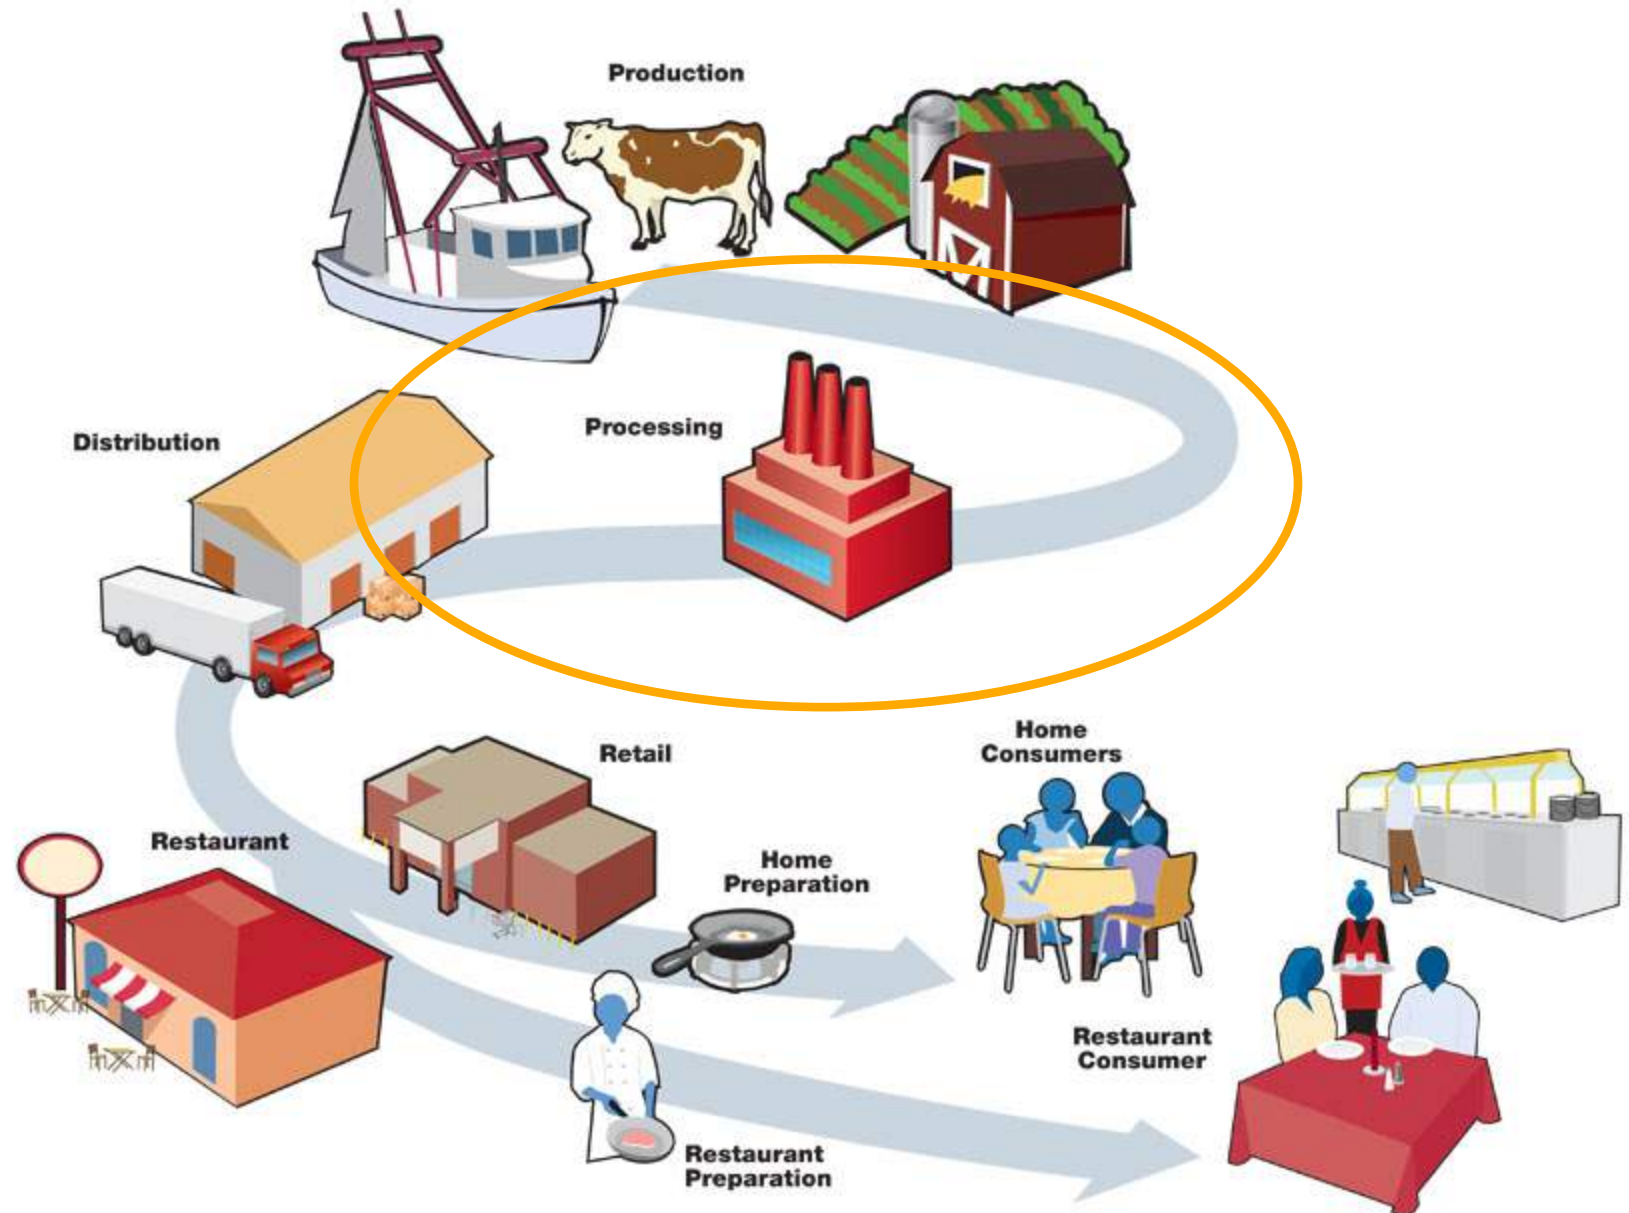 Production
Processing
Distribution
Retail
Home
Consumers
Restaurant
Home
Preparation
Restaurant
Consumer
Restaurant
Preparation